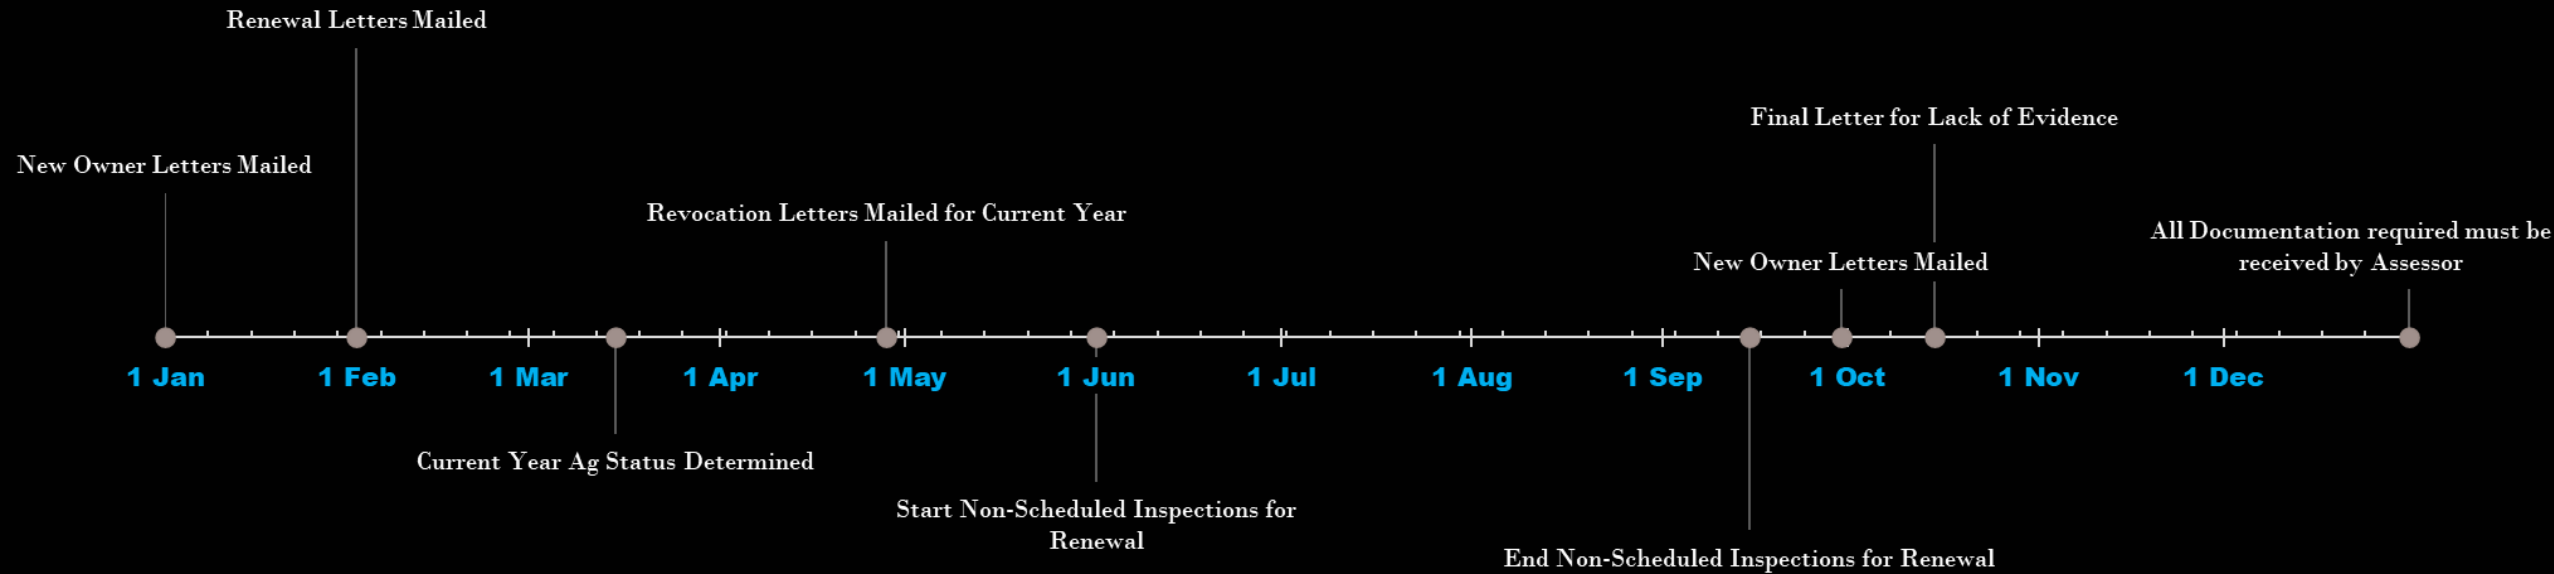 Renewal Letters Mailed
Final Letter for Lack of Evidence
New Owner Letters Mailed
Revocation Letters Mailed for Current Year
All Documentation required must be
received by Assessor
New Owner Letters Mailed
1 Jan
1 Feb
1 Mar
1 Apr
1 May
1 Jun
1 Jul
1 Aug
1 Sep
1 Oct
1 Nov
1 Dec
Current Year Ag Status Determined
Start Non-Scheduled Inspections for
Renewal
End Non-Scheduled Inspections for Renewal